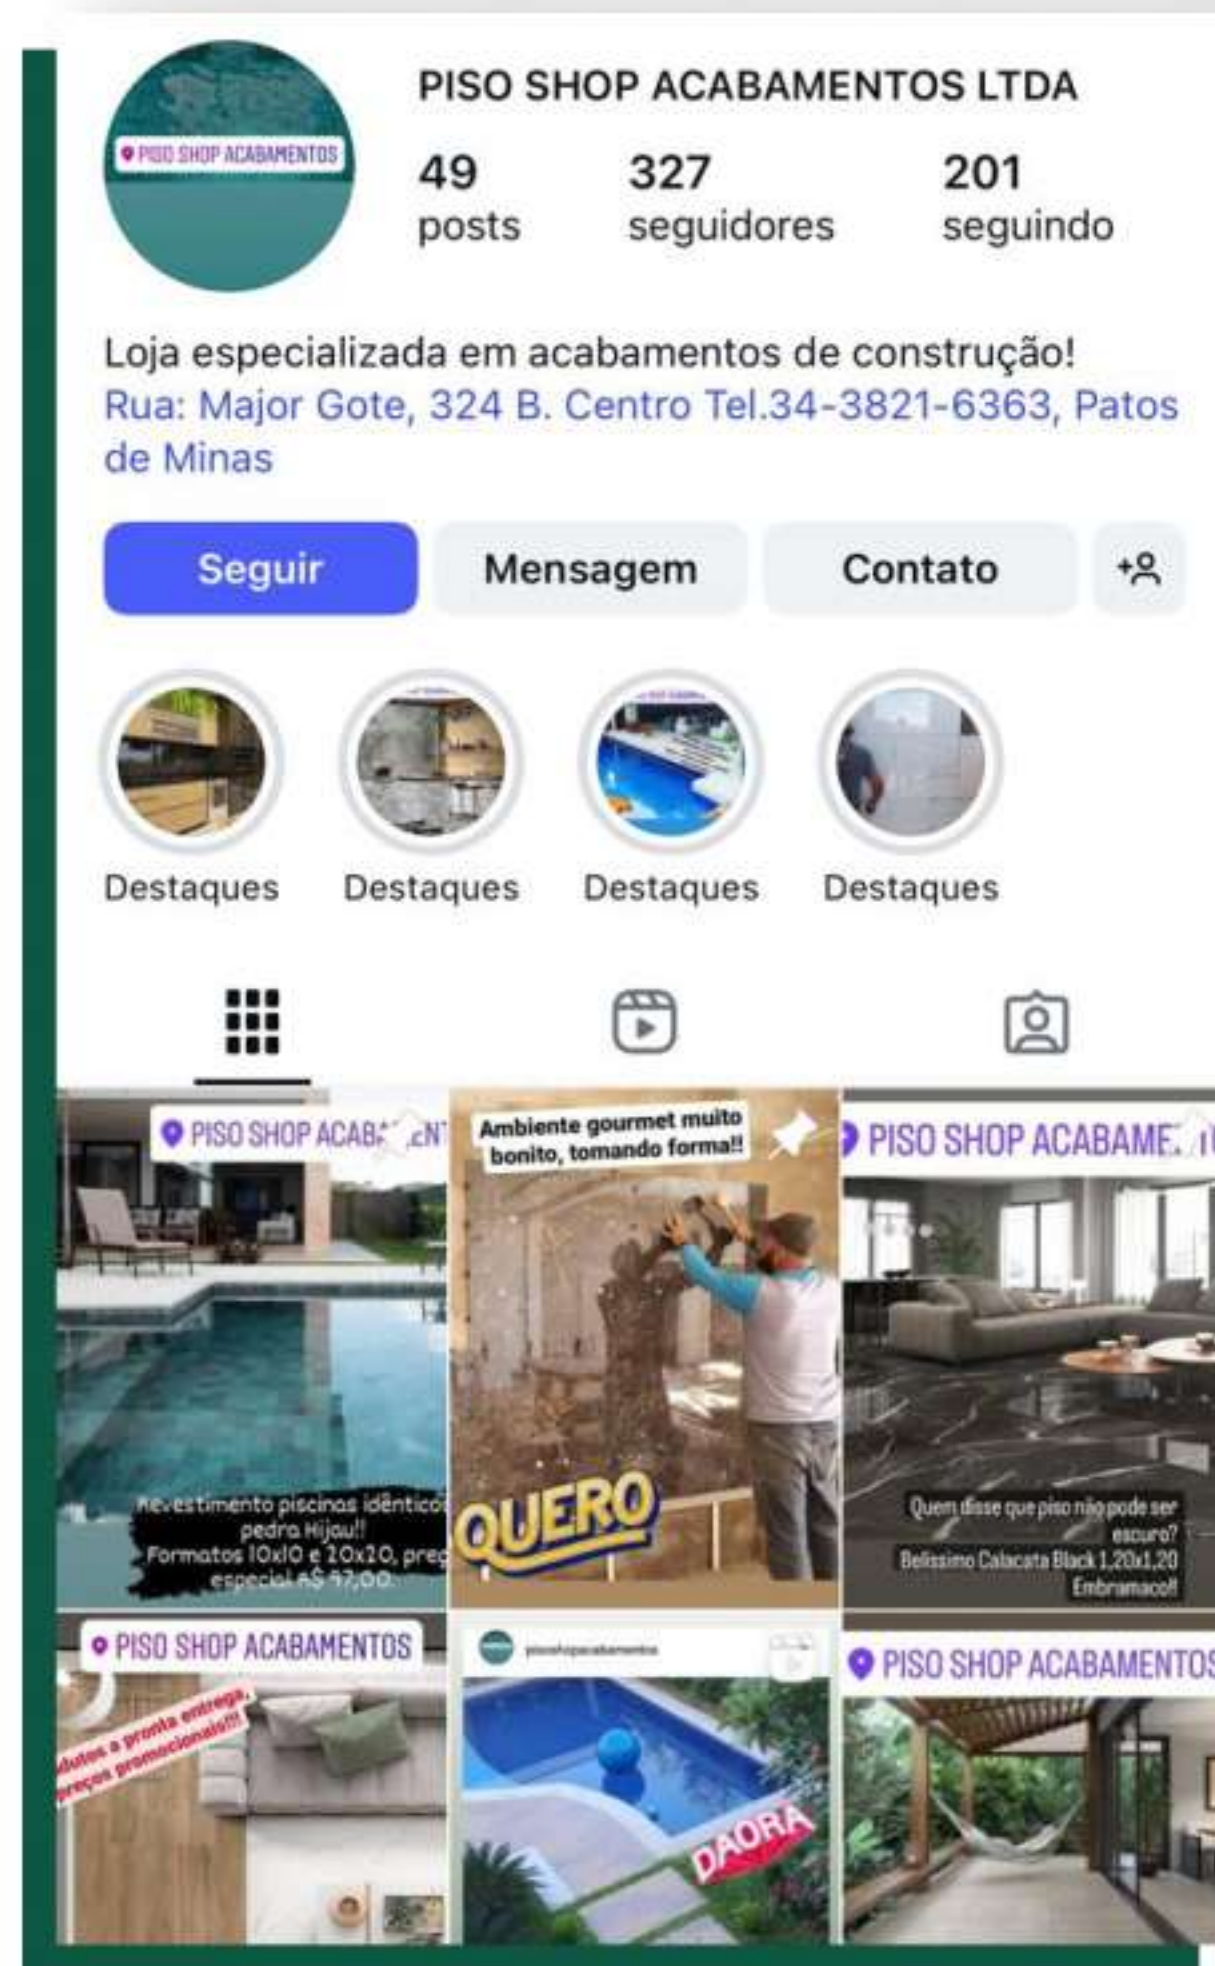 PISO SHOP ACABAMENTOS LTDA
PISO SHOP ACABAMENTOS
49
327
201
posts
seguidores
seguindo
Loja especializada em acabamentos de construção!
Rua: Major Gote, 324 B. Centro Tel.34-3821-6363, Patos
de Minas
Seguir
Mensagem
Contato
Destaques
Destaques
Destaques
Destaques
PISO SHOP
Revestimento piscinas
pedra Hijau!!
Formatos 10x10 e 20x20,
especial
Ambiente gourmet muito
bonito, tomando forma!!
QUERO
PISO SHOP
Quem disse que piso não pode ser
escuro?
Belissimo Calacata Black 1,20x1,20
Embramaco!!
PISO SHOP ACABAMENTOS
a pronta entrega,
preços promocionais!!!
DAORA
PISO SHOP ACABAMENTOS